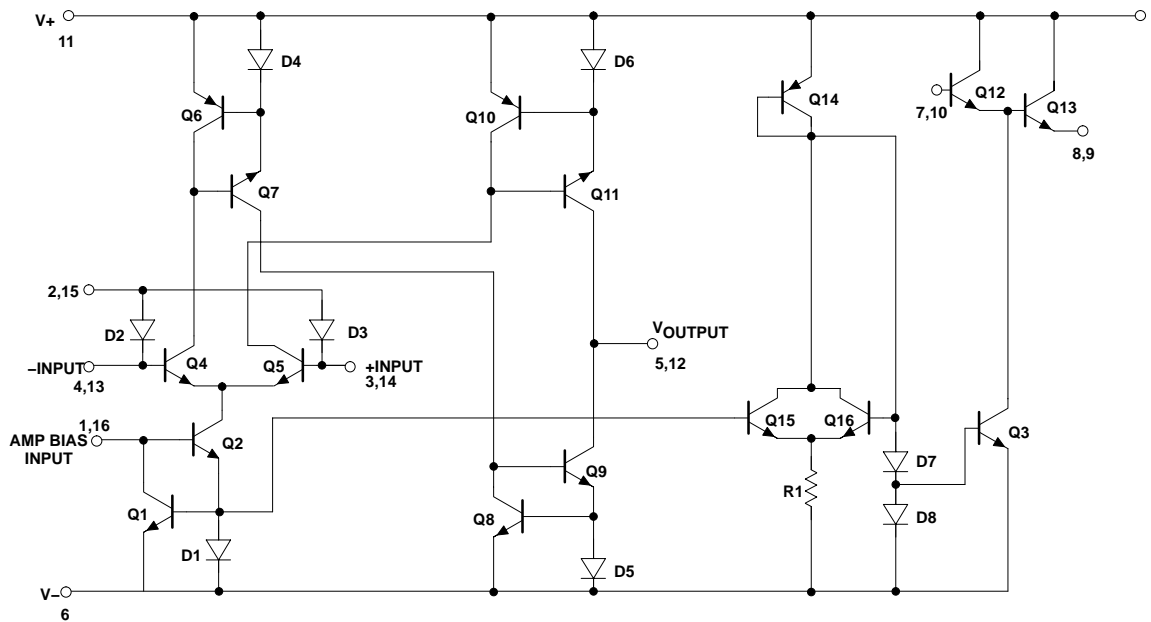 V+
11
D4
D6
Q6
Q10
Q14
Q12
7,10
Q13
8,9
Q7
Q11
2,15
D2
D3
VOUTPUT
5,12
–INPUT
4,13
Q4
Q5
+INPUT
3,14
1,16
AMP BIAS
INPUT
Q2
Q15
Q16
Q3
Q9
D7
R1
Q1
Q8
D8
D1
D5
V–
6